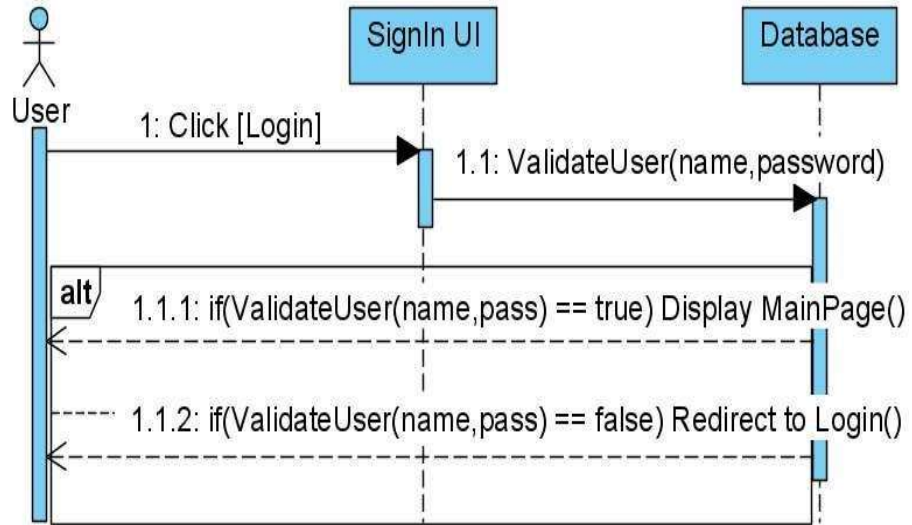 SignIn UI
Database
User
1: Click [Login]
1.1: ValidateUser(name,password)
alt
1.1.1: if(ValidateUser(name,pass) == true) Display MainPage()
1.1.2: if(ValidateUser(name,pass) == false) Redirect to Login()